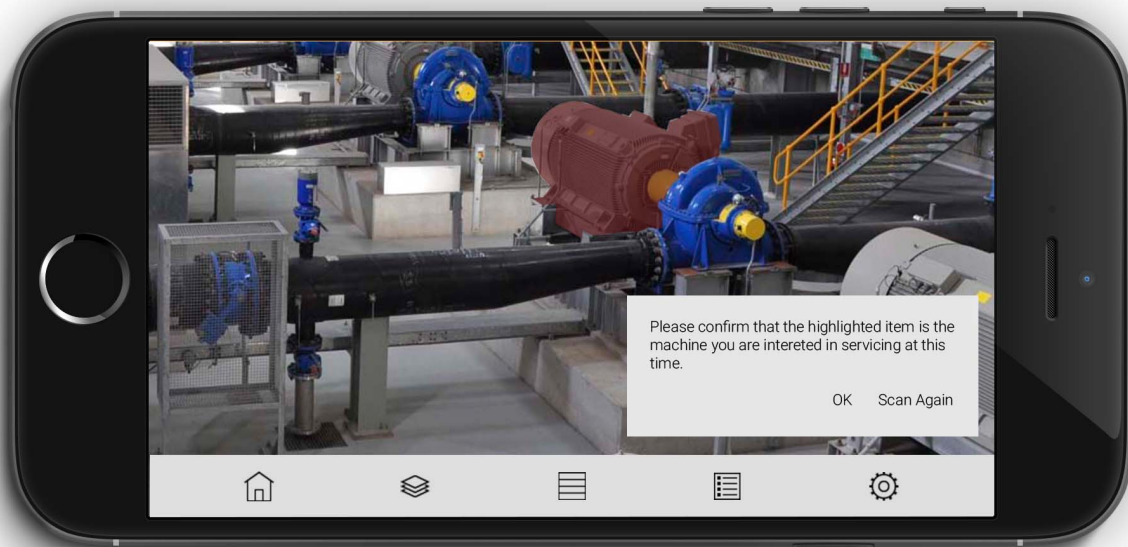 Please confirm that the highlighted item is the
machine you are intereted in servicing at this
time.
OK Scan Again